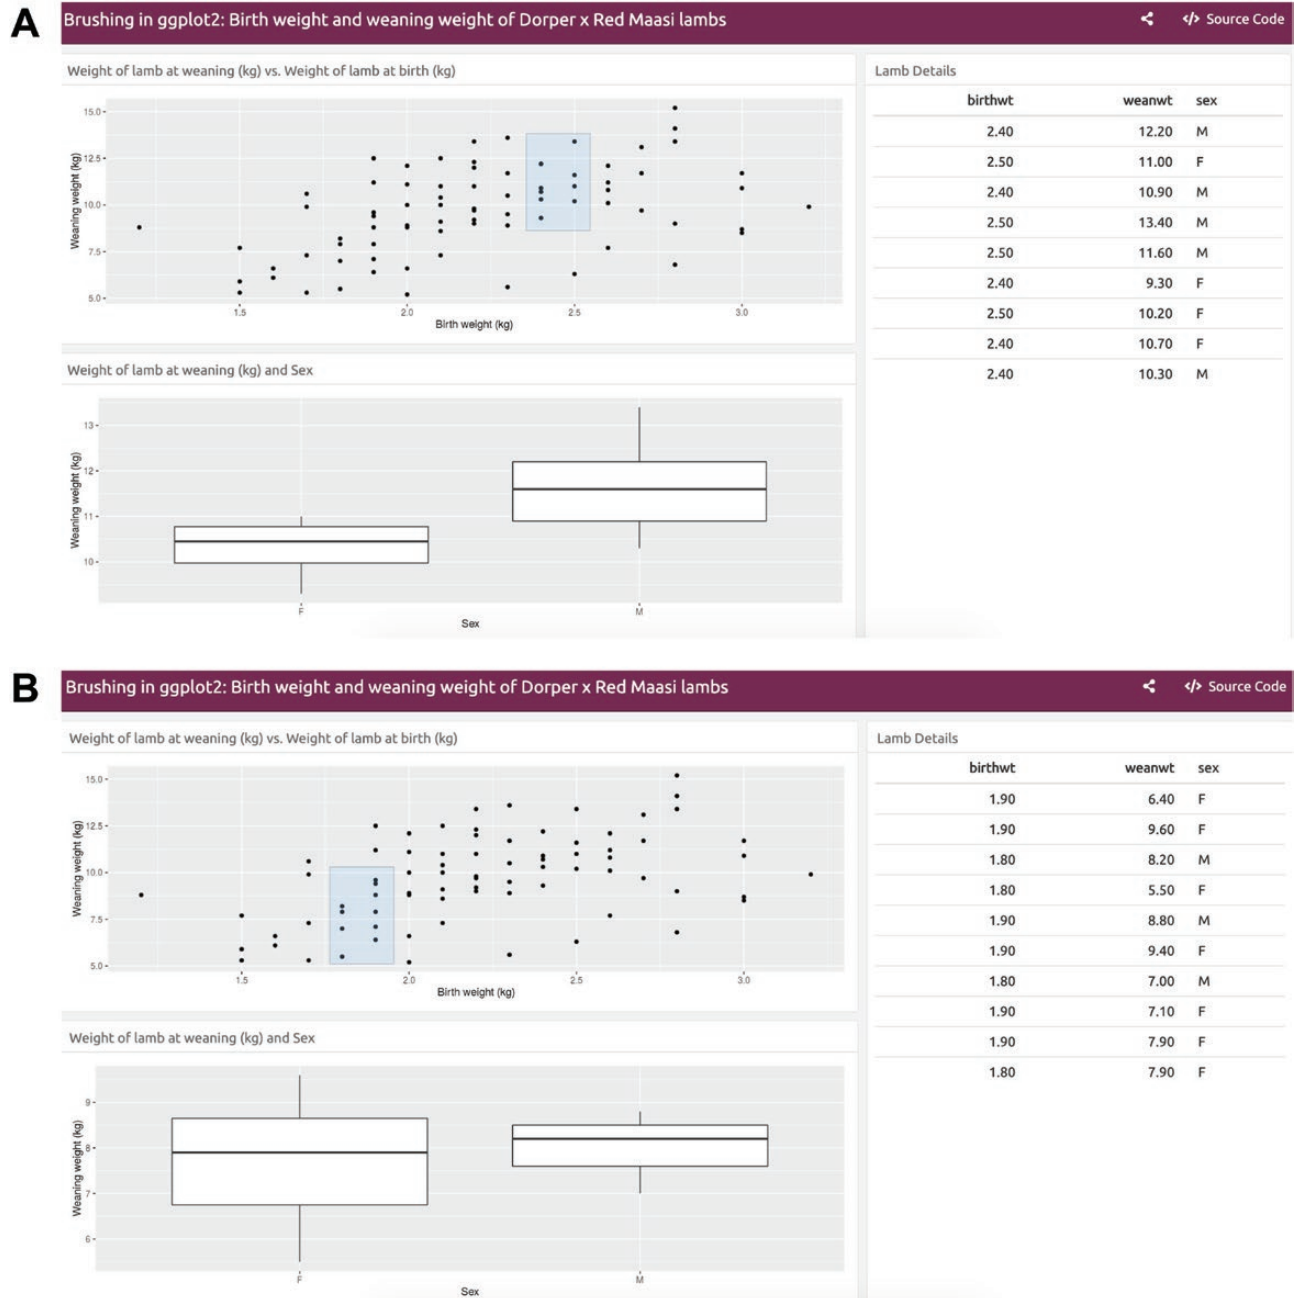 A
Brushing in ggplot2: Birth weight and weaning weight of Dorper x Red Maasi lambs
</> Source Code
Weight of lamb at weaning (kg) vs. Weight of lamb at birth (kg)
15.0
12.5
10.0
7.5
5.0
Weaning weight (kg)
1.5 2.0 2.5 3.0
Birth weight (kg)
Lamb Details
birthwt weanwt sex
2.40 12.20 M
2.50 11.00 F
2.40 10.90 M
2.50 13.40 M
2.50 11.60 M
2.40 9.30 F
2.50 10.20 F
2.40 10.70 F
2.40 10.30 M
Weight of lamb at weaning (kg) and Sex
13
12
11
10
Weaning weight (kg)
F M
Sex
B
Brushing in ggplot2: Birth weight and weaning weight of Dorper x Red Maasi lambs
</> Source Code
Weight of lamb at weaning (kg) vs. Weight of lamb at birth (kg)
15.0
12.5
10.0
7.5
5.0
Weaning weight (kg)
1.5 2.0 2.5 3.0
Birth weight (kg)
Lamb Details
birthwt weanwt sex
1.90 6.40 F
1.90 9.60 F
1.80 8.20 M
1.80 5.50 F
1.90 8.80 M
1.90 9.40 F
1.80 7.00 M
1.90 7.10 F
1.90 7.90 F
1.80 7.90 F
Weight of lamb at weaning (kg) and Sex
9
8
7
6
Weaning weight (kg)
F M
Sex